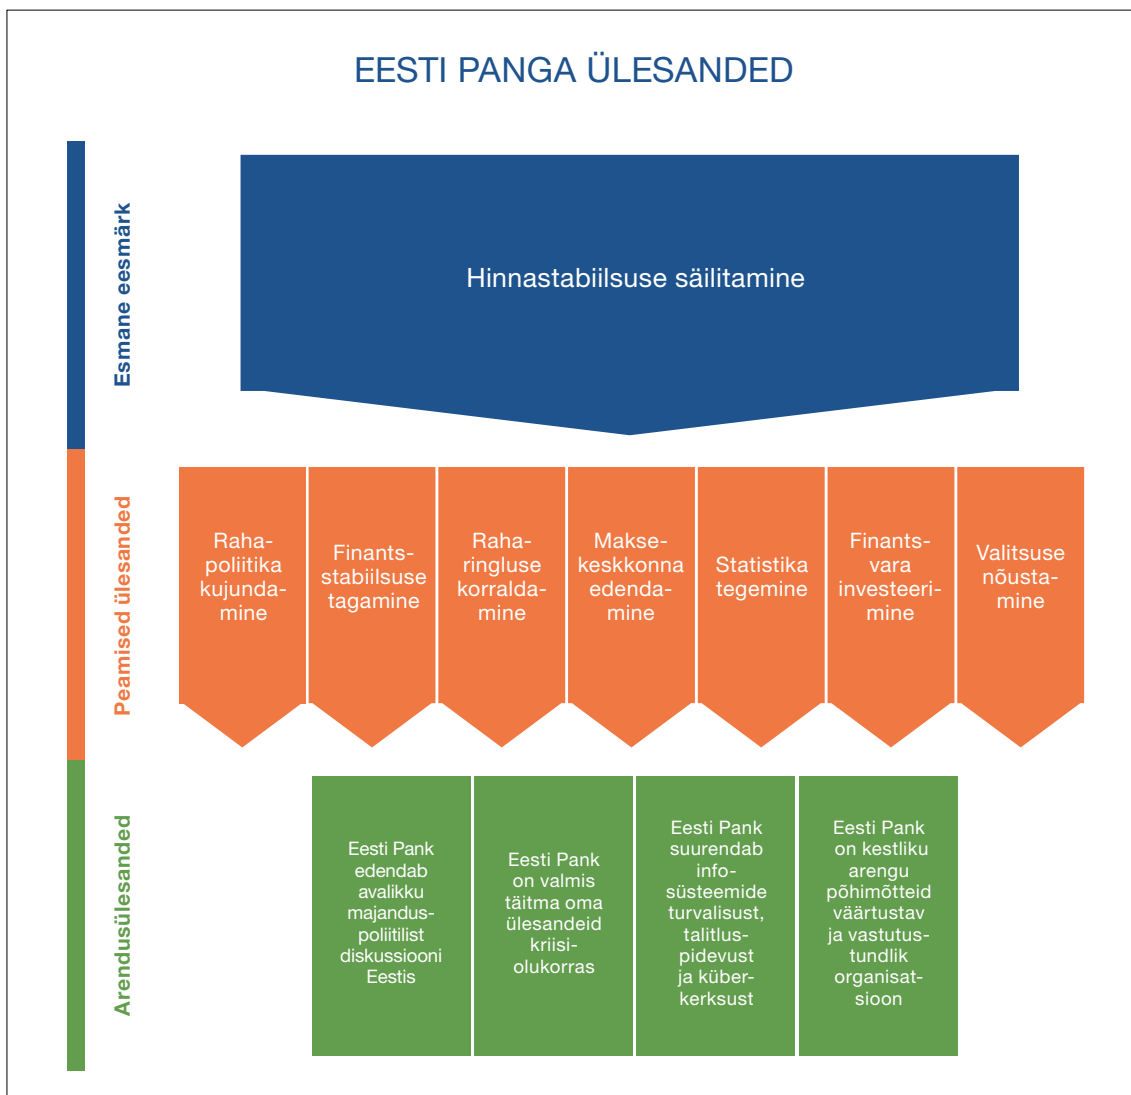 EESTI PANGA ÜLESANDED
Esmane eesmärk
Hinnastabiilsuse säilitamine
Peamised ülesanded
Raha-
poliitika
kujunda-
mine
Finants-
stabiilsuse
tagamine
Raha-
ringluse
korralda-
mine
Makse-
keskkonna
edenda-
mine
Statistika
tegemine
Finants-
vara
investeeri-
mine
Valitsuse
nõusta-
mine
Arendusülesanded
Eesti Pank
edendab
avalikku
majandus-
poliitilist
diskussiooni
Eestis
Eesti Pank
on valmis
täitma oma
ülesandeid
kriisi-
olukorras
Eesti Pank
suurendab
info-
süsteemide
turvalisust,
talitlus-
pidevust
ja küber-
kerksust
Eesti Pank
on kestliku
arengu
põhimõtteid
väärtustav
ja vastutus-
tundlik
organisat-
sioon